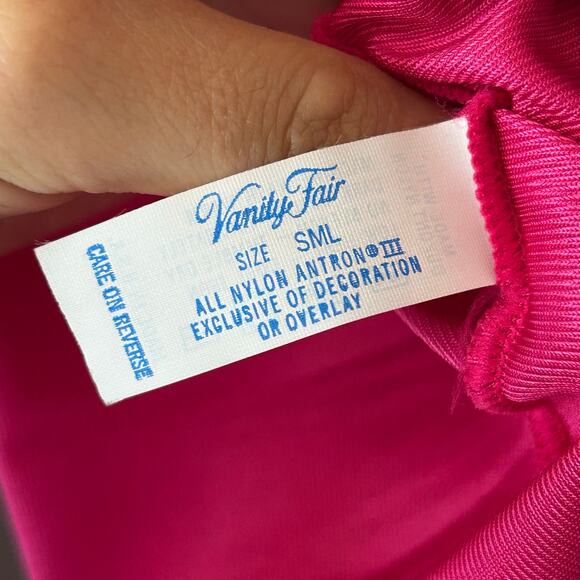 Vanity Fair
SIZE SML
ALL NYLON ANTRON® III
EXCLUSIVE OF DECORATION
OR OVERLAY
CARE ON REVERSE